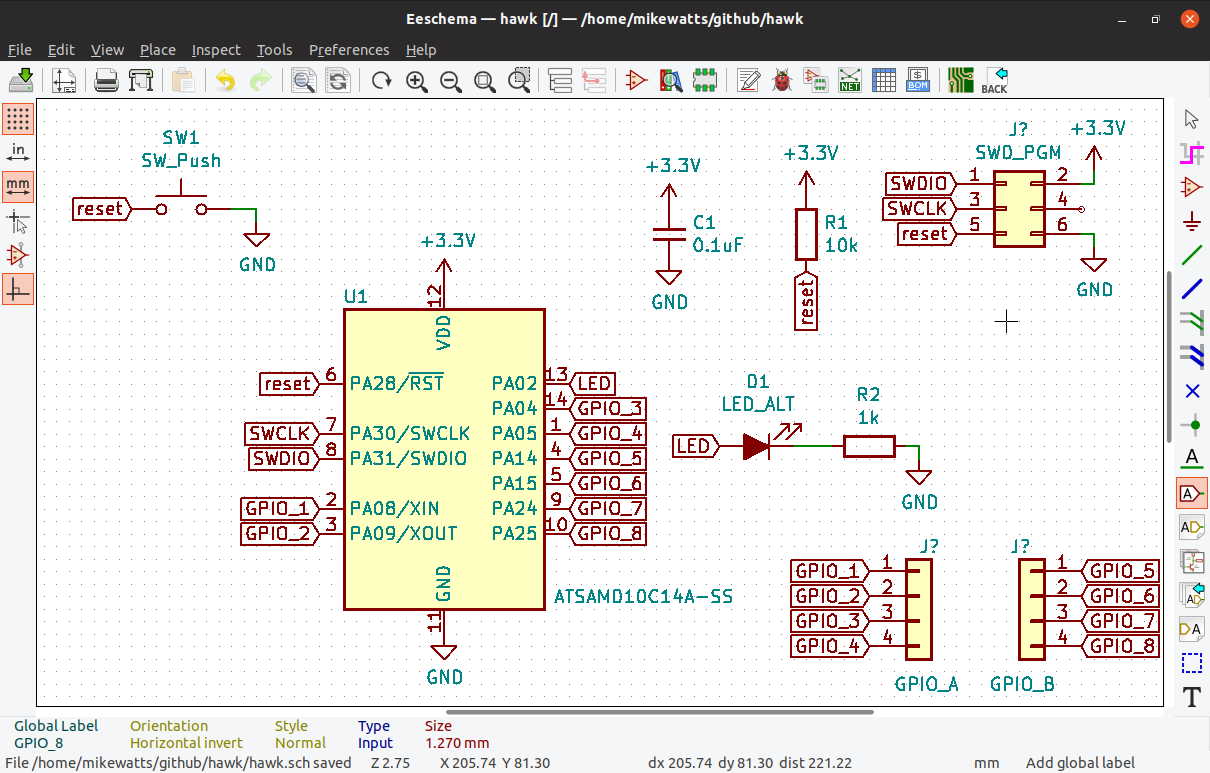 Eeschema — hawk [/] — /home/mikewatts/github/hawk
File Edit View Place Inspect Tools Preferences Help
NET
BOM
BACK
in
mm
SW1
SW_Push
reset
GND
+3.3V
12
U1
VDD
reset 6 PA28/RST
SWCLK 7 PA30/SWCLK
SWDIO 8 PA31/SWDIO
GPIO_1 2 PA08/XIN
GPIO_2 3 PA09/XOUT
PA02 13 LED
PA04 14 GPIO_3
PA05 1 GPIO_4
PA14 4 GPIO_5
PA15 5 GPIO_6
PA24 9 GPIO_7
PA25 10 GPIO_8
GND
11
GND
ATSAMD10C14A-SS
+3.3V
C1
0.1uF
GND
+3.3V
R1
10k
reset
J?
SWD_PGM
+3.3V
SWDIO 1 2
SWCLK 3 4
reset 5 6
GND
D1
LED_ALT
R2
1k
LED
GND
J?
GPIO_1 1
GPIO_2 2
GPIO_3 3
GPIO_4 4
GPIO_A
J?
1 GPIO_5
2 GPIO_6
3 GPIO_7
4 GPIO_8
GPIO_B
A
A
AD
AD
DA
T
Global Label Orientation Style Type Size
GPIO_8 Horizontal invert Normal Input 1.270 mm
File /home/mikewatts/github/hawk/hawk.sch saved Z 2.75 X 205.74 Y 81.30 dx 205.74 dy 81.30 dist 221.22 mm Add global label